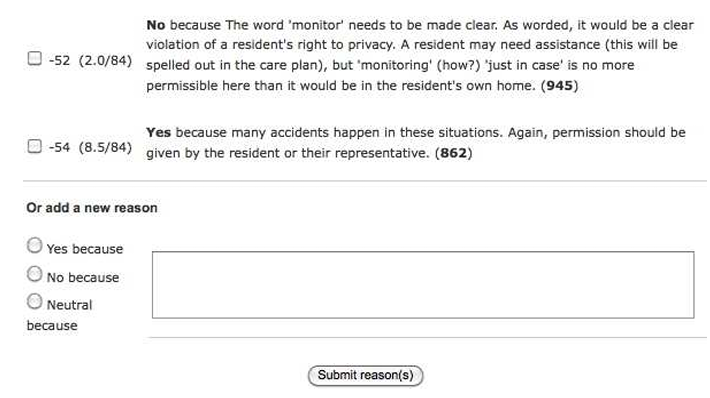 No because The word 'monitor' needs to be made clear. As worded, it would be a clear
violation of a resident's right to privacy. A resident may need assistance (this will be
-52 (2.0/84) spelled out in the care plan), but 'monitoring' (how?) 'just in case' is no more
permissible here than it would be in the resident's own home. (945)
Yes because many accidents happen in these situations. Again, permission should be
-54 (8.5/84) given by the resident or their representative. (862)
Or add a new reason
Yes because
No because
Neutral
because
Submit reason(s)